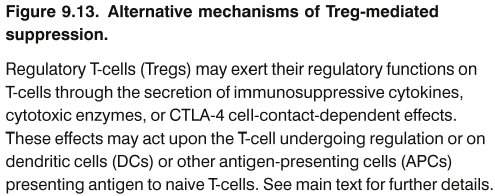 Figure 9.13. Alternative mechanisms of Treg-mediated
suppression.
Regulatory T-cells (Tregs) may exert their regulatory functions on
T-cells through the secretion of immunosuppressive cytokines,
cytotoxic enzymes, or CTLA-4 cell-contact-dependent effects.
These effects may act upon the T-cell undergoing regulation or on
dendritic cells (DCs) or other antigen-presenting cells (APCs)
presenting antigen to naive T-cells. See main text for further details.